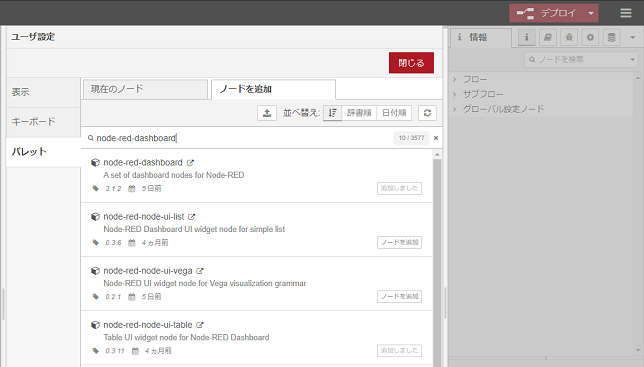 デプロイ
ユーザ設定
情報
閉じる
ノードを検索
表示
現在のノード
ノードを追加
フロー
サブフロー
グローバル設定ノード
キーボード
並べ替え:
辞書順
日付順
パレット
node-red-dashboard
10 / 3577
node-red-dashboard
A set of dashboard nodes for Node-RED
3.1.2
5 日前
追加しました
node-red-node-ui-list
Node-RED Dashboard UI widget node for simple list
0.3.6
4 ヵ月前
ノードを追加
node-red-node-ui-vega
Node-RED UI widget node for Vega visualization grammar
0.2.1
5 日前
ノードを追加
node-red-node-ui-table
Table UI widget node for Node-RED Dashboard
0.3.11
4 ヵ月前
追加しました